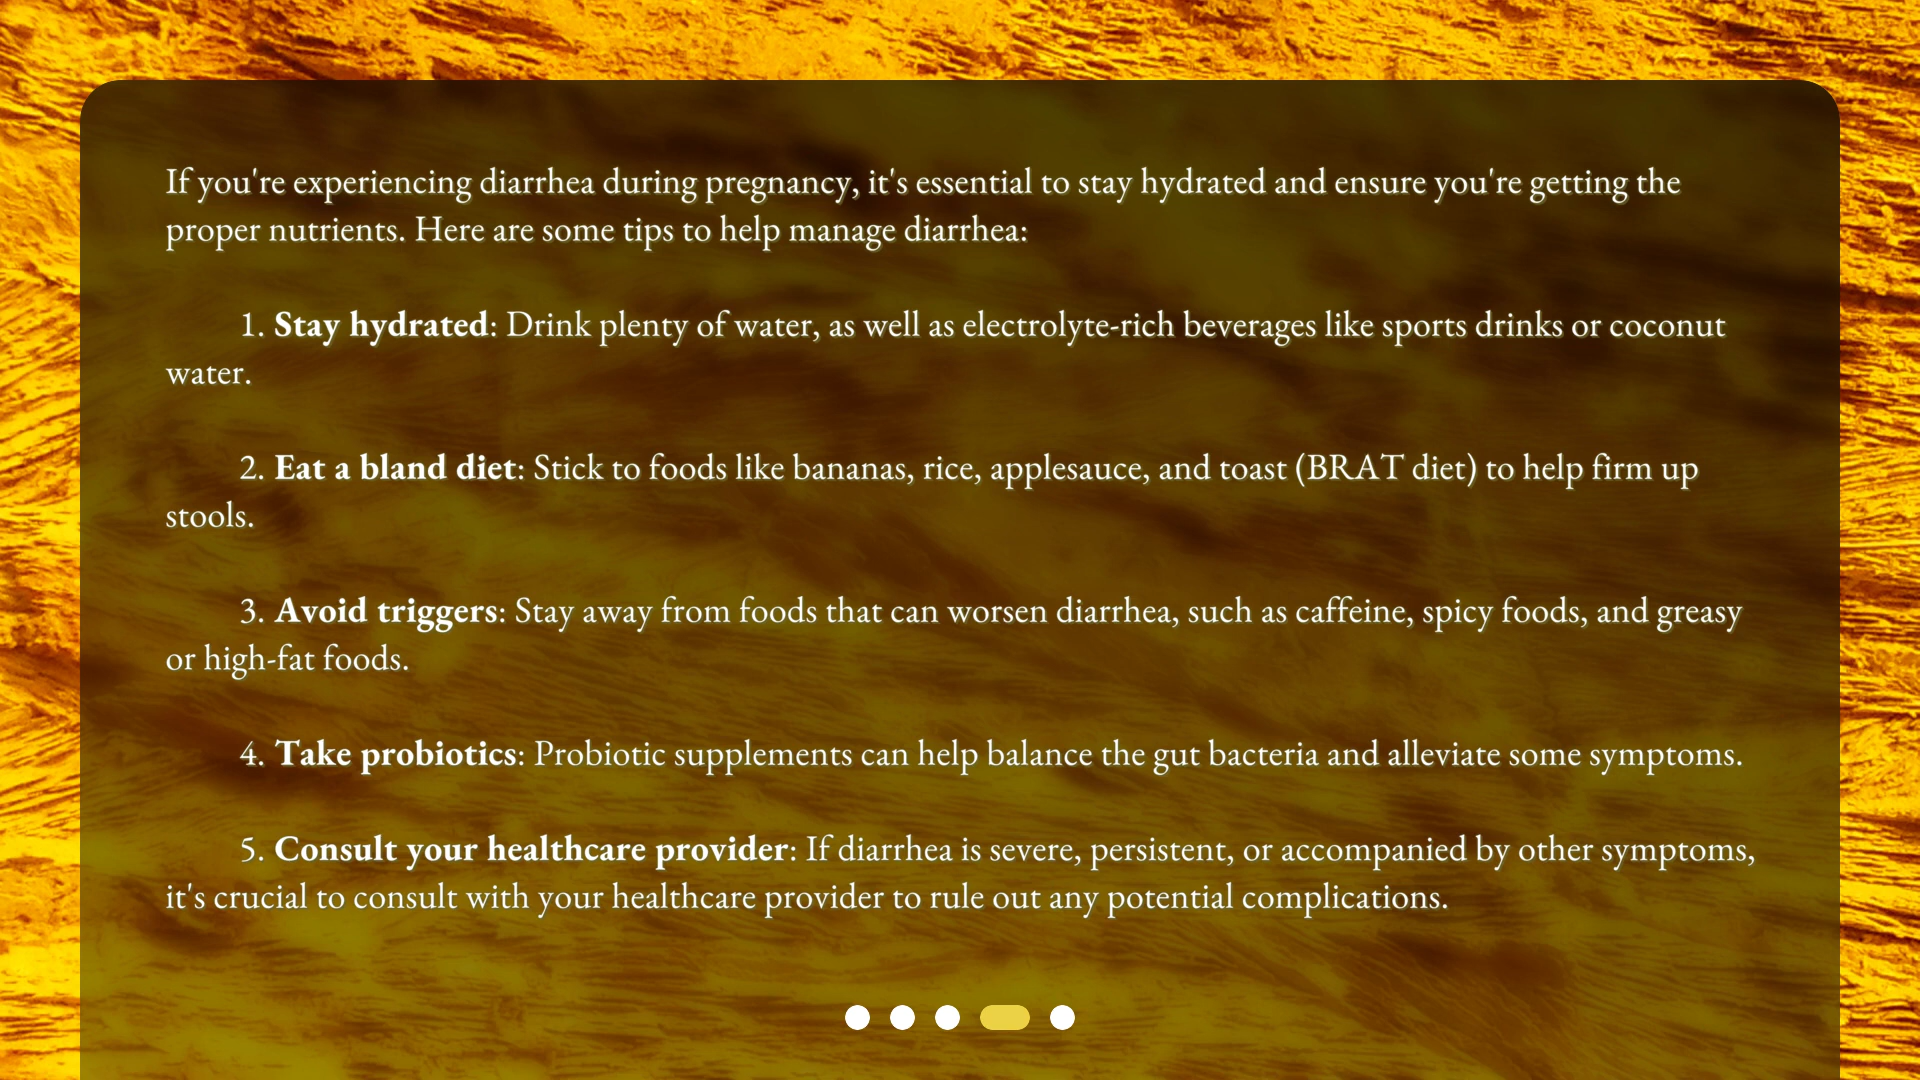 If you're experiencing diarrhea during pregnancy, it's essential to stay hydrated and ensure you're getting the
proper nutrients. Here are some tips to help manage diarrhea:
1. Stay hydrated: Drink plenty of water, as well as electrolyte-rich beverages like sports drinks or coconut
water.
2. Eat a bland diet: Stick to foods like bananas, rice, applesauce, and toast (BRAT diet) to help firm up
stools.
3. Avoid triggers: Stay away from foods that can worsen diarrhea, such as caffeine, spicy foods, and greasy
or high-fat foods.
4. Take probiotics: Probiotic supplements can help balance the gut bacteria and alleviate some symptoms.
5. Consult your healthcare provider: If diarrhea is severe, persistent, or accompanied by other symptoms,
it's crucial to consult with your healthcare provider to rule out any potential complications.